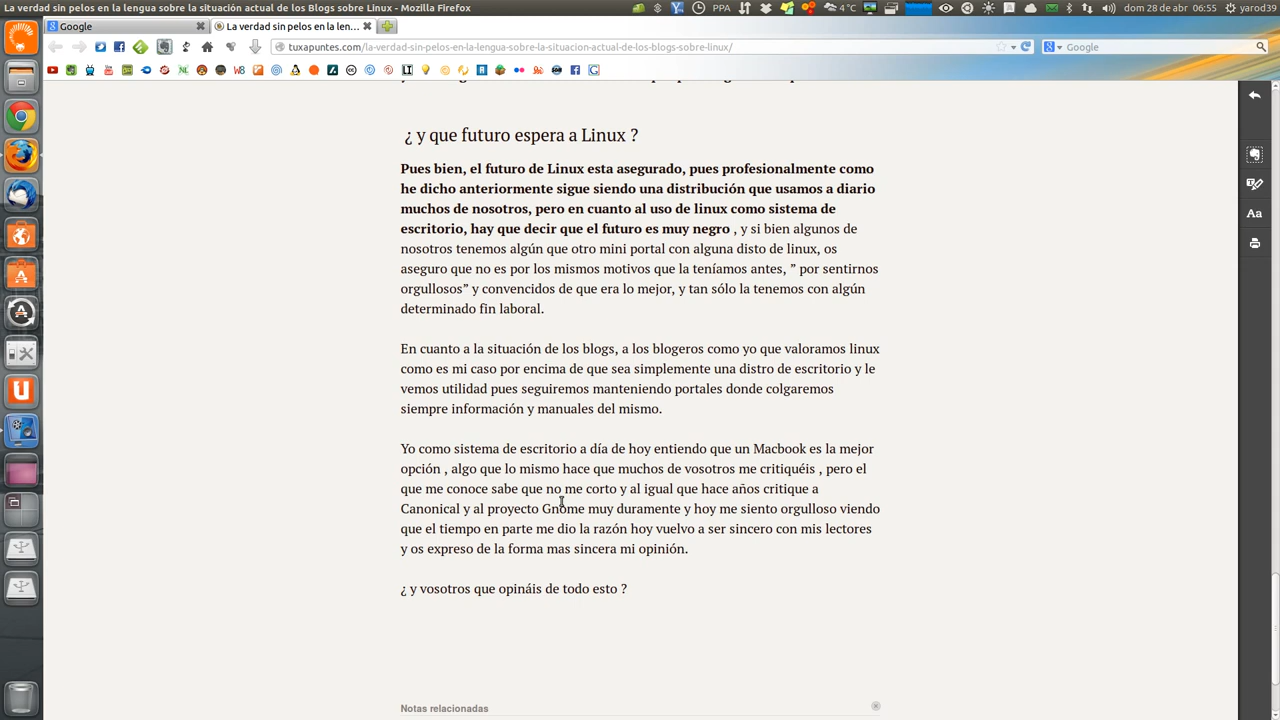 La verdad sin pelos en la lengua sobre la situación actual de los Blogs sobre Linux - Mozilla Firefox
4°C
dom 28 de abr
06:55
yarod39
Google
La verdad sin pelos en la len...
tuxapuntes.com/la-verdad-sin-pelos-en-la-lengua-sobre-la-situacion-actual-de-los-blogs-sobre-linux/
Google
¿ y que futuro espera a Linux ?
Pues bien, el futuro de Linux esta asegurado, pues profesionalmente como
he dicho anteriormente sigue siendo una distribución que usamos a diario
muchos de nosotros, pero en cuanto al uso de linux como sistema de
escritorio, hay que decir que el futuro es muy negro , y si bien algunos de
nosotros tenemos algún que otro mini portal con alguna disto de linux, os
aseguro que no es por los mismos motivos que la teníamos antes, ” por sentirnos
orgullosos” y convencidos de que era lo mejor, y tan sólo la tenemos con algún
determinado fin laboral.
En cuanto a la situación de los blogs, a los blogeros como yo que valoramos linux
como es mi caso por encima de que sea simplemente una distro de escritorio y le
vemos utilidad pues seguiremos manteniendo portales donde colgaremos
siempre información y manuales del mismo.
Yo como sistema de escritorio a día de hoy entiendo que un Macbook es la mejor
opción , algo que lo mismo hace que muchos de vosotros me critiquéis , pero el
que me conoce sabe que no me corto y al igual que hace años critique a
Canonical y al proyecto Gnome muy duramente y hoy me siento orgulloso viendo
que el tiempo en parte me dio la razón hoy vuelvo a ser sincero con mis lectores
y os expreso de la forma mas sincera mi opinión.
¿ y vosotros que opináis de todo esto ?
Notas relacionadas
Aa